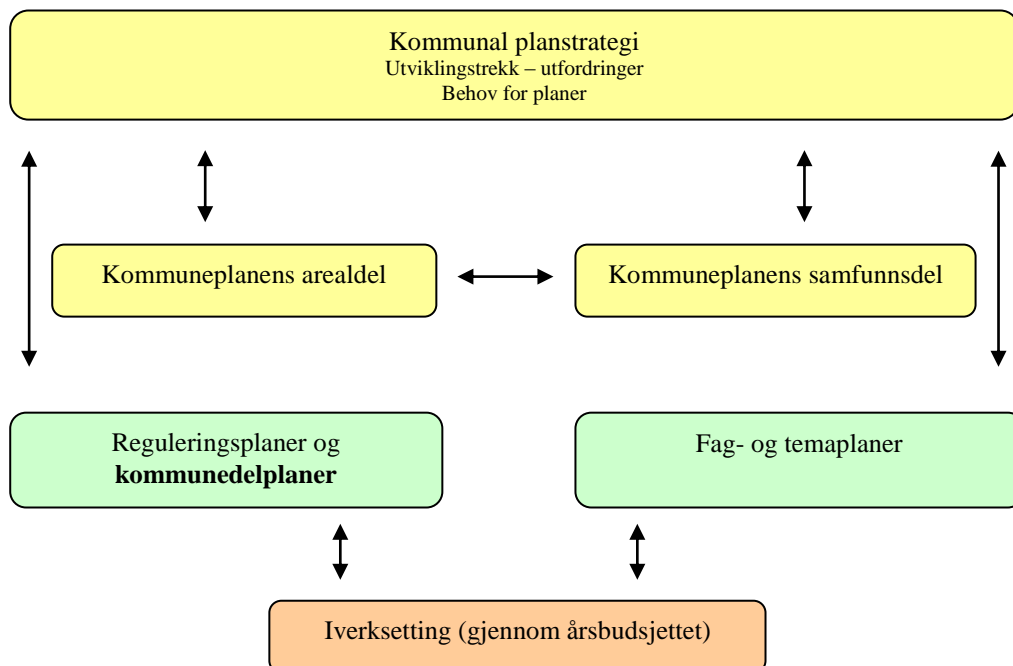 Kommunal planstrategi
Utviklingstrekk – utfordringer
Behov for planer
Kommuneplanens arealdel
Kommuneplanens samfunnsdel
Reguleringsplaner og
kommunedelplaner
Fag- og temaplaner
Iverksetting (gjennom årsbudsjettet)